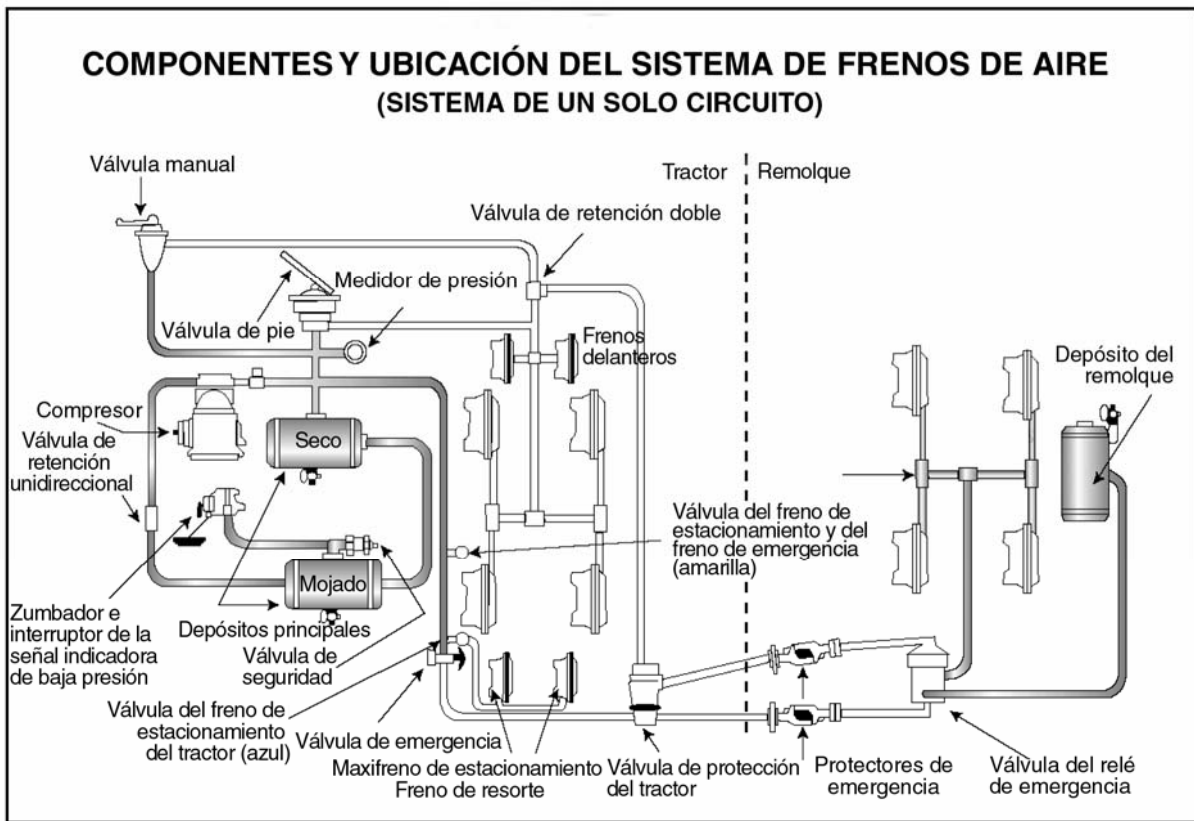 COMPONENTES Y UBICACIÓN DEL SISTEMA DE FRENOS DE AIRE
(SISTEMA DE UN SOLO CIRCUITO)
Válvula manual
Tractor
Remolque
Válvula de retención doble
Medidor de presión
Válvula de pie
Frenos
delanteros
Depósito del
remolque
Compresor
Válvula de
retención
unidireccional
Seco
Válvula del freno de
estacionamiento y del
freno de emergencia
(amarilla)
Mojado
Zumbador e
interruptor de la
señal indicadora
de baja presión
Depósitos principales
Válvula de
seguridad
Válvula del freno de
estacionamiento
del tractor (azul)
Válvula de emergencia
Maxifreno de estacionamiento
Freno de resorte
Válvula de protección
del tractor
Protectores de
emergencia
Válvula del relé
de emergencia